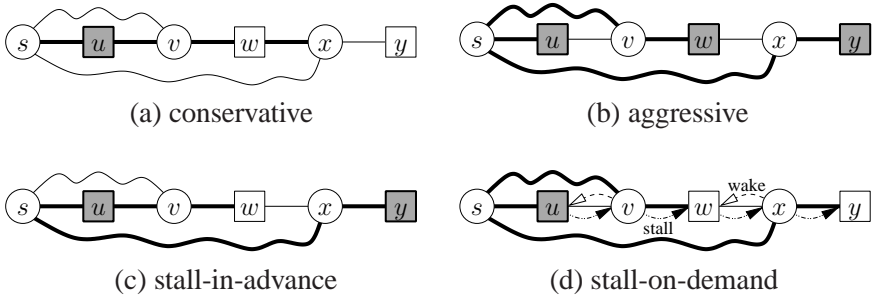 s u v w x y
s u v w x y
(a) conservative
(b) aggressive
s u v w x y
s u v w x y
wake
stall
(c) stall-in-advance
(d) stall-on-demand